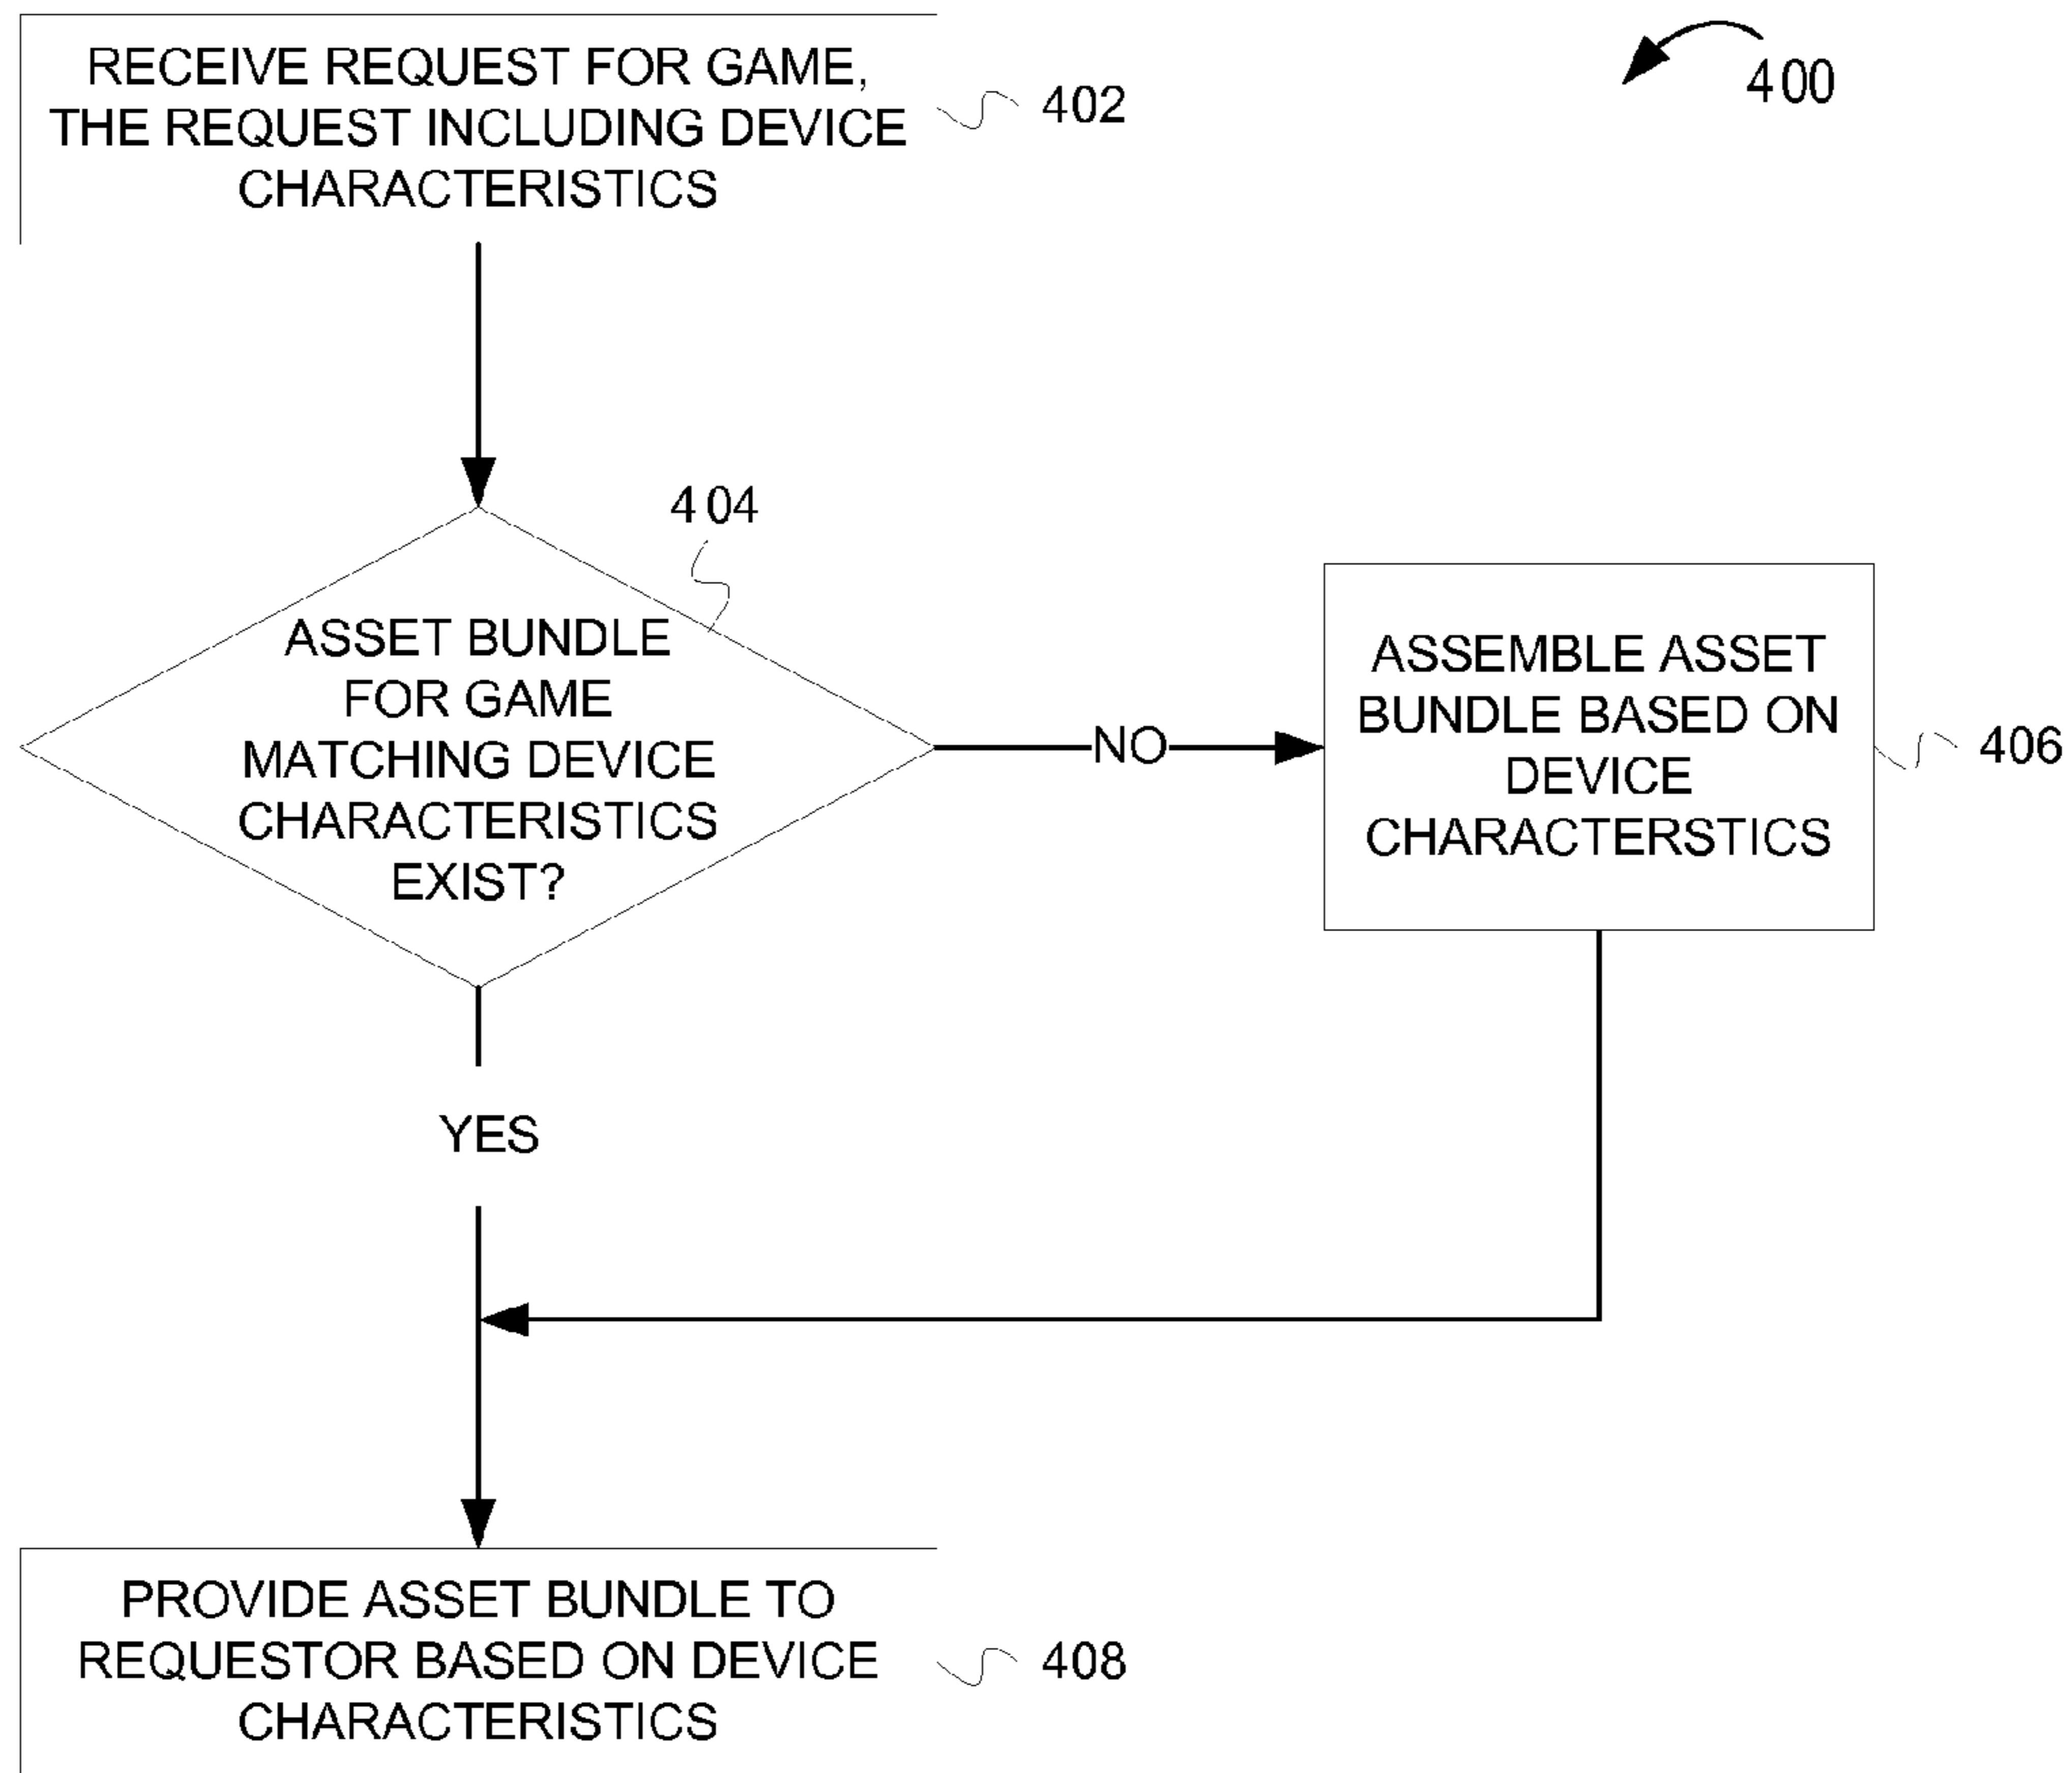 RECEIVE REQUEST FOR GAME,
THE REQUEST INCLUDING DEVICE
CHARACTERISTICS
402
400
404
ASSET BUNDLE
FOR GAME
MATCHING DEVICE
CHARACTERISTICS
EXIST?
NO
ASSEMBLE ASSET
BUNDLE BASED ON
DEVICE
CHARACTERSTICS
406
YES
PROVIDE ASSET BUNDLE TO
REQUESTOR BASED ON DEVICE
CHARACTERISTICS
408